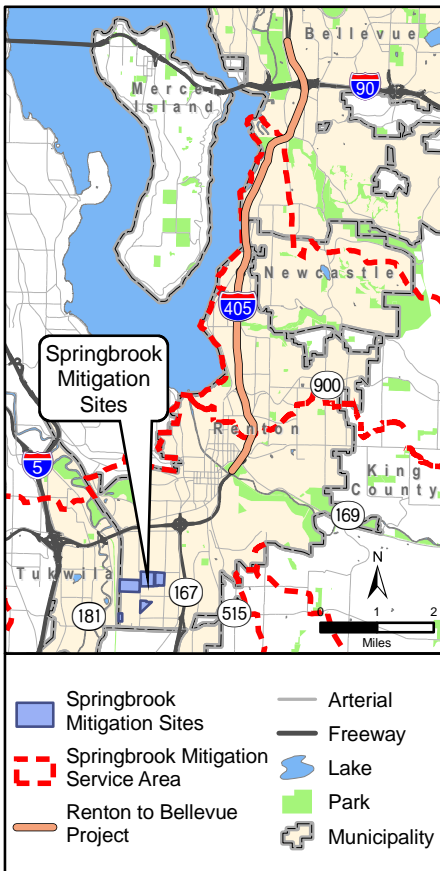 Bellevue
Mercer
Island
90
Newcastle
405
Springbrook
Mitigation
Sites
900
Renton
5
King
County
169
N
Tukwila
167
181
515
0 1 2
Miles
Springbrook
Mitigation Sites
Springbrook Mitigation
Service Area
Renton to Bellevue
Project
Arterial
Freeway
Lake
Park
Municipality